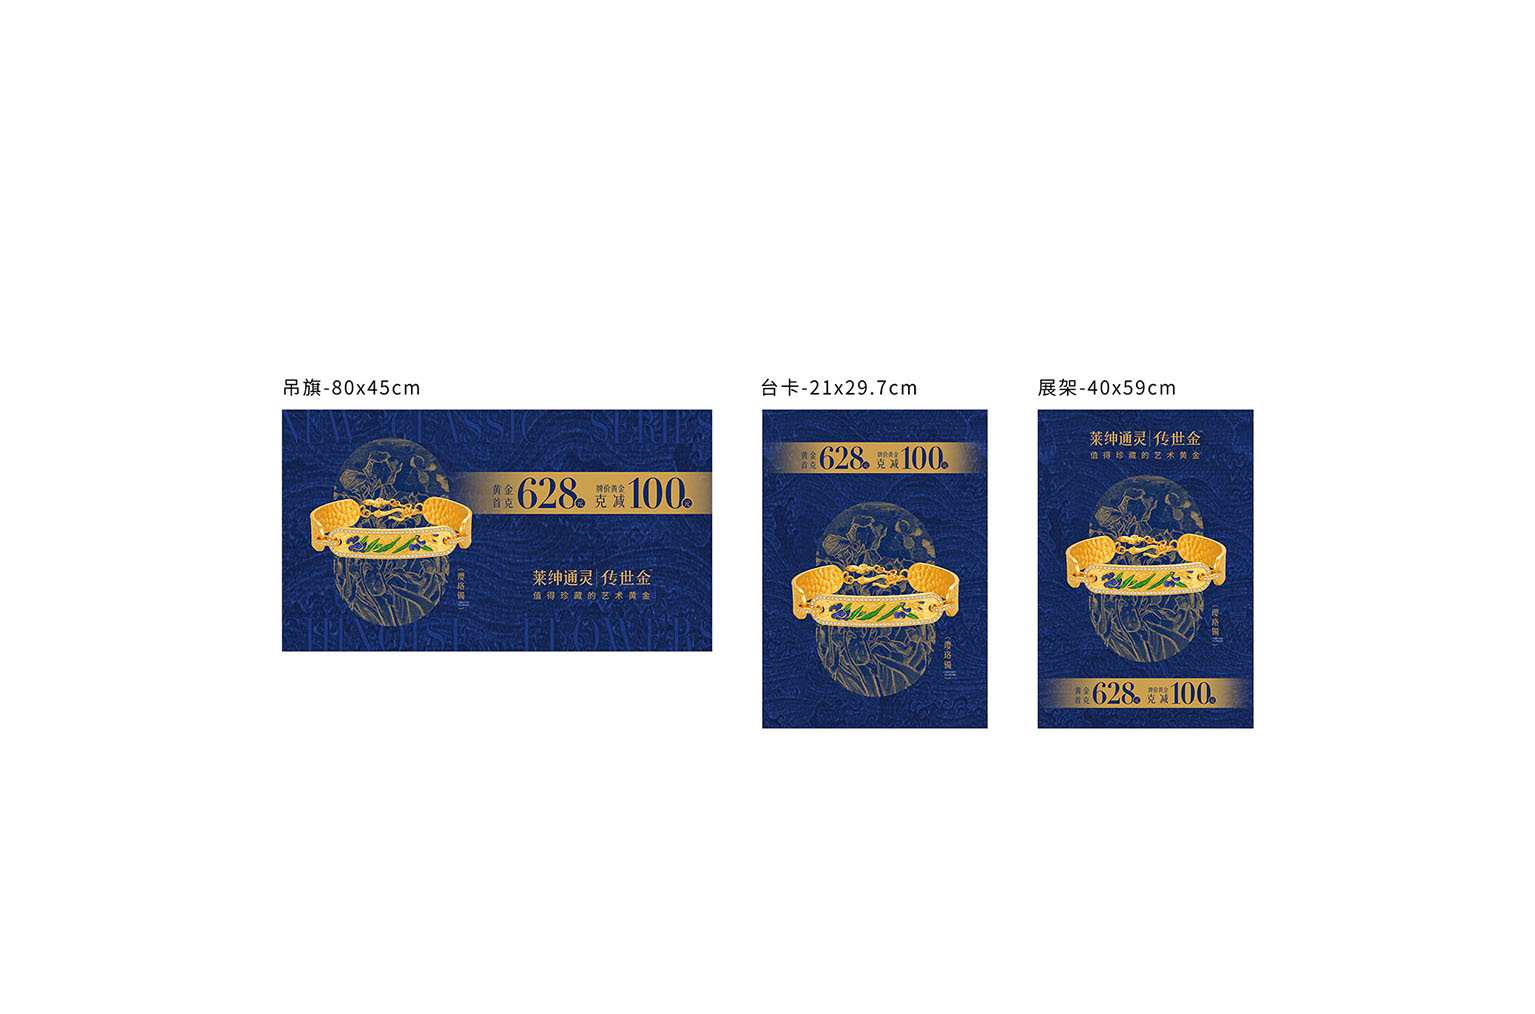 吊旗-80x45cm
NEW CLASSIC SERIES
黄金首克628元 牌价黄金克减100元
(璎珞镯
莱绅通灵|传世金
值得珍藏的艺术黄金
CHINOISE FLOWERS
台卡-21x29.7cm
黄金首克628元 牌价黄金克减100元
(璎珞镯
展架-40x59cm
莱绅通灵|传世金
值得珍藏的艺术黄金
(璎珞镯
黄金首克628元 牌价黄金克减100元